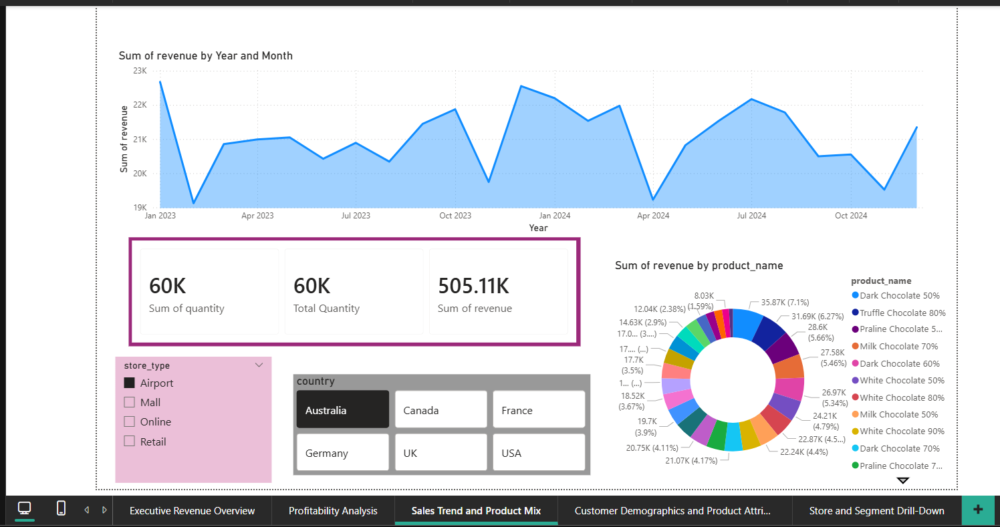 Sum of revenue by Year and Month
23K
22K
21K
20K
19K
Sum of revenue
Jan 2023
Apr 2023
Jul 2023
Oct 2023
Jan 2024
Apr 2024
Jul 2024
Oct 2024
Year
60K
Sum of quantity
60K
Total Quantity
505.11K
Sum of revenue
Sum of revenue by product_name
35.87K (7.1%)
31.69K (6.27%)
28.6K
(5.66%)
27.58K
(5.46%)
26.97K
(5.34%)
24.21K
(4.79%)
22.87K (4.5...)
22.24K (4.4%)
21.07K (4.17%)
20.75K (4.11%)
19.7K
(3.9%)
18.52K
(3.67%)
1... (...)
17.7K
(3.5%)
17.... (...)
17.0... (3....)
14.63K (2.9%)
12.04K (2.38%)
8.03K
(1.59%)
product_name
Dark Chocolate 50%
Truffle Chocolate 80%
Praline Chocolate 5...
Milk Chocolate 70%
Dark Chocolate 60%
White Chocolate 50%
White Chocolate 80%
Milk Chocolate 50%
White Chocolate 90%
Dark Chocolate 70%
Praline Chocolate 7...
store_type
Airport
Mall
Online
Retail
country
Australia
Canada
France
Germany
UK
USA
Executive Revenue Overview
Profitability Analysis
Sales Trend and Product Mix
Customer Demographics and Product Attri...
Store and Segment Drill-Down